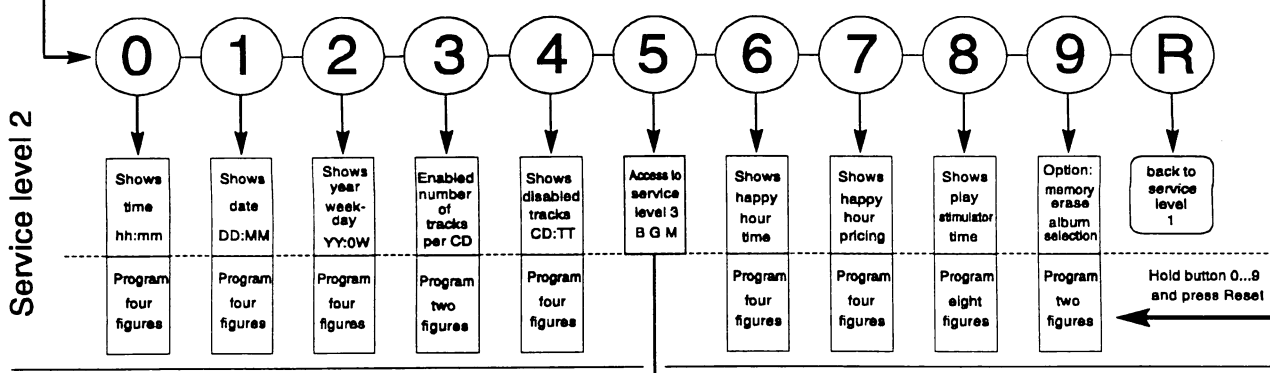 Service level 2
0 1 2 3 4 5 6 7 8 9 R
Shows
time
hh:mm
Program
four
figures
Shows
date
DD:MM
Program
four
figures
Shows
year
week-
day
YY:0W
Program
four
figures
Enabled
number
of
tracks
per CD
Program
two
figures
Shows
disabled
tracks
CD:TT
Program
four
figures
Access to
service
level 3
B G M
Shows
happy
hour
time
Program
four
figures
Shows
happy
hour
pricing
Program
four
figures
Shows
play
stimulator
time
Program
eight
figures
Option:
memory
erase
album
selection
Program
two
figures
back to
service
level
1
Hold button 0...9
and press Reset